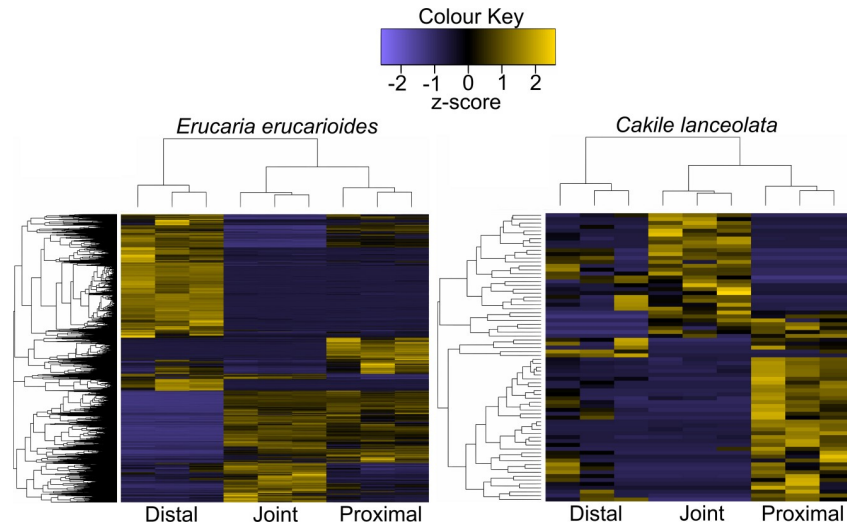 Colour Key
-2 -1 0 1 2
z-score
Erucaria erucarioides
Cakile lanceolata
Distal Joint Proximal
Distal Joint Proximal